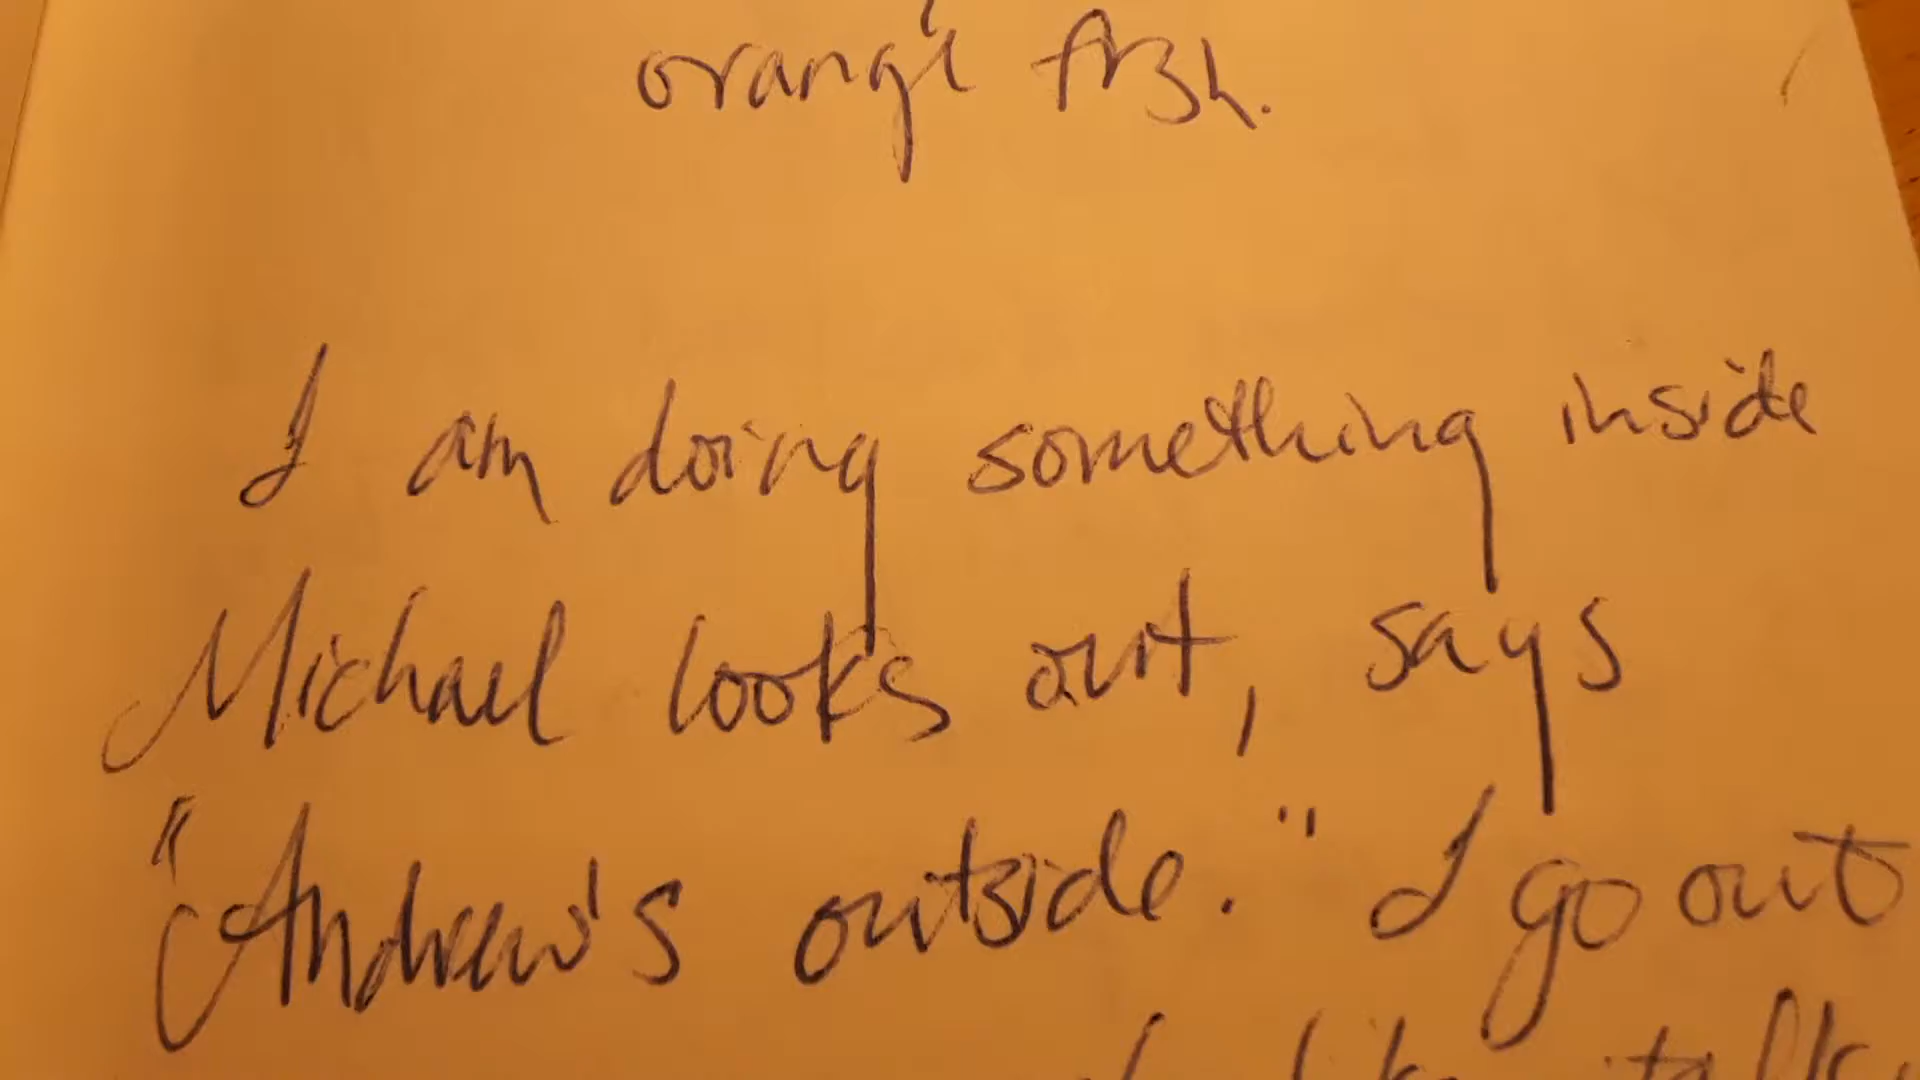 orange fish.
I am doing something inside
Michael looks out, says
"Andrew's outside." I go out